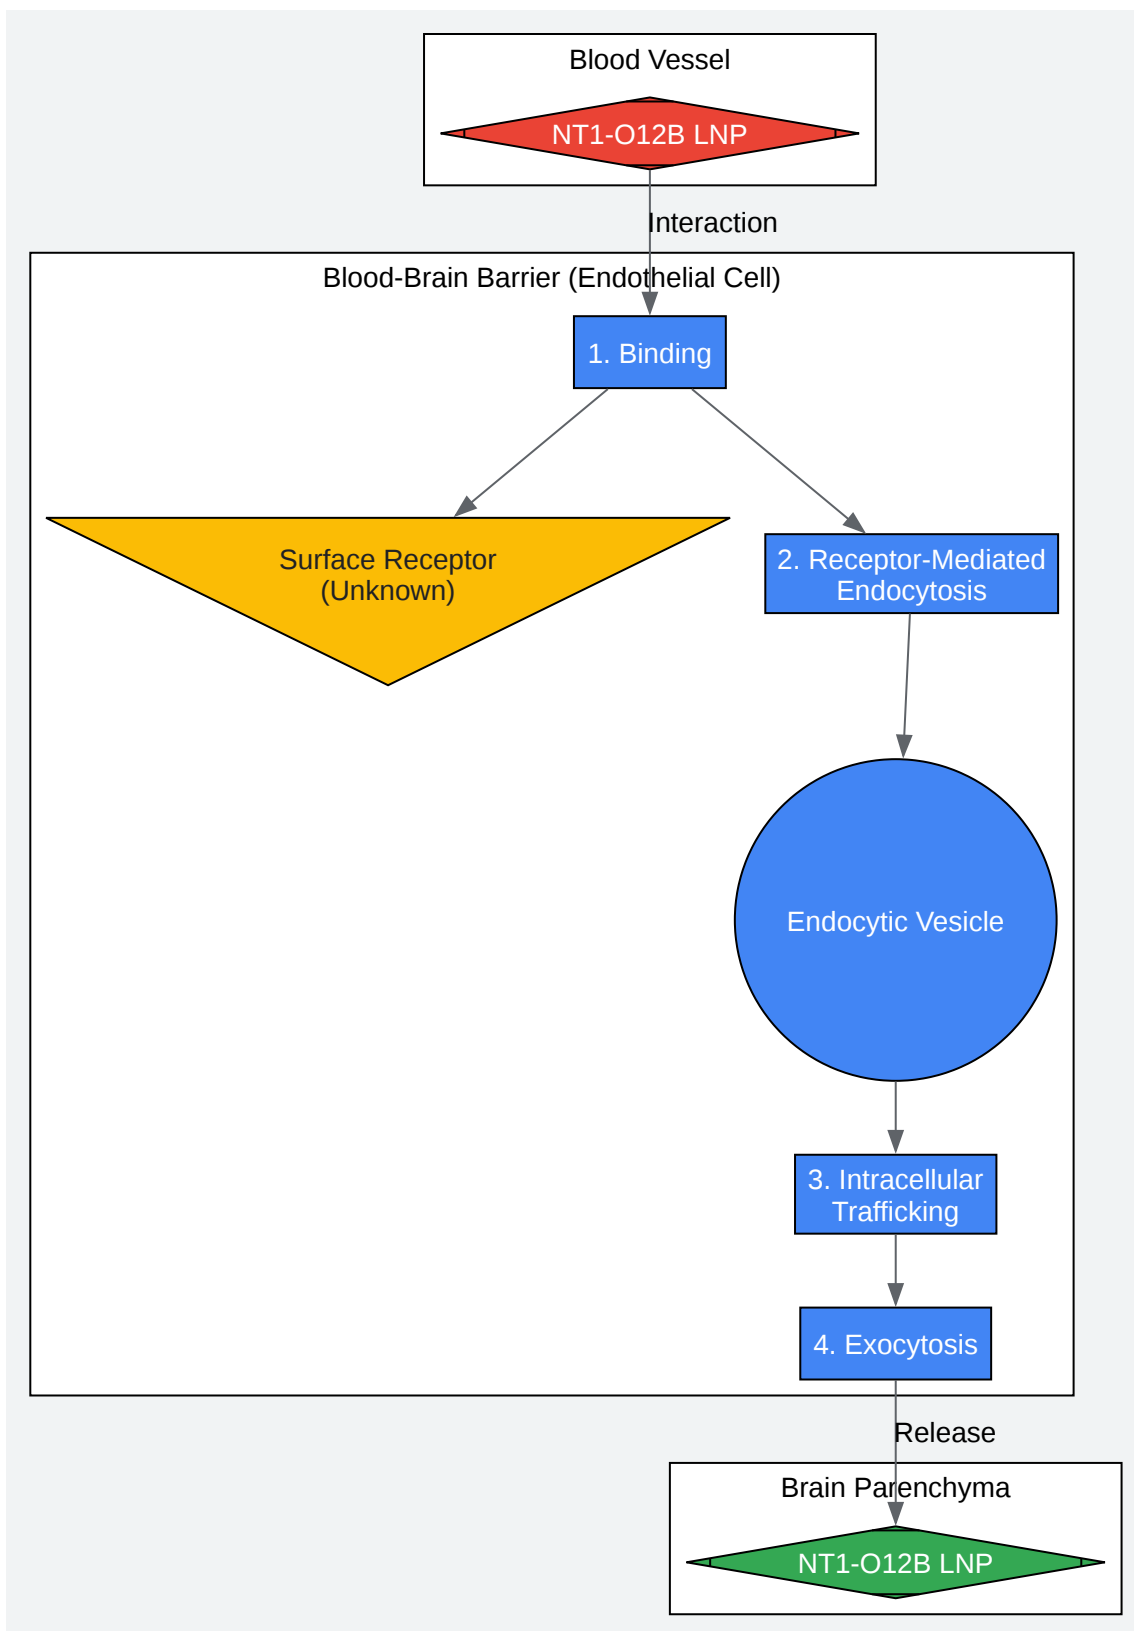 Blood Vessel
NT1-O12B LNP
Interaction
Blood-Brain Barrier (Endothelial Cell)
1. Binding
Surface Receptor
(Unknown)
2. Receptor-Mediated
Endocytosis
Endocytic Vesicle
3. Intracellular
Trafficking
4. Exocytosis
Release
Brain Parenchyma
NT1-O12B LNP